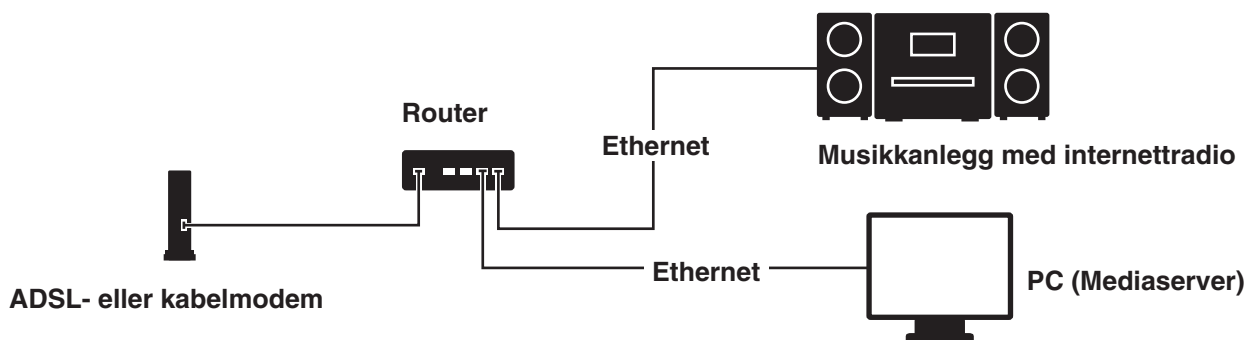 Router
Ethernet
Musikkanlegg med internettradio
Ethernet
PC (Mediaserver)
ADSL- eller kabelmodem